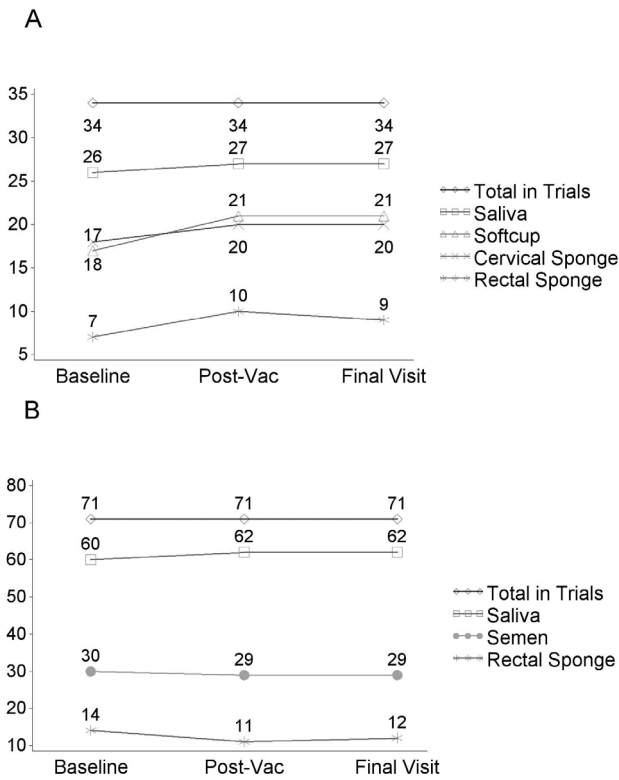 A
35
30
25
20
15
10
5
34 34 34
26 27 27
17 21 21
18 20 20
7 10 9
Baseline Post-Vac Final Visit
Total in Trials
Saliva
Softcup
Cervical Sponge
Rectal Sponge
B
80
70
60
50
40
30
20
10
71 71 71
60 62 62
30 29 29
14 11 12
Baseline Post-Vac Final Visit
Total in Trials
Saliva
Semen
Rectal Sponge